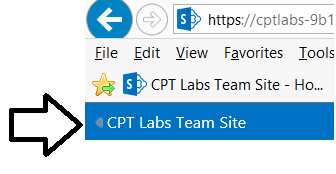 https://cptlabs-9b1
File Edit View Favorites Tools
CPT Labs Team Site - Ho...
CPT Labs Team Site